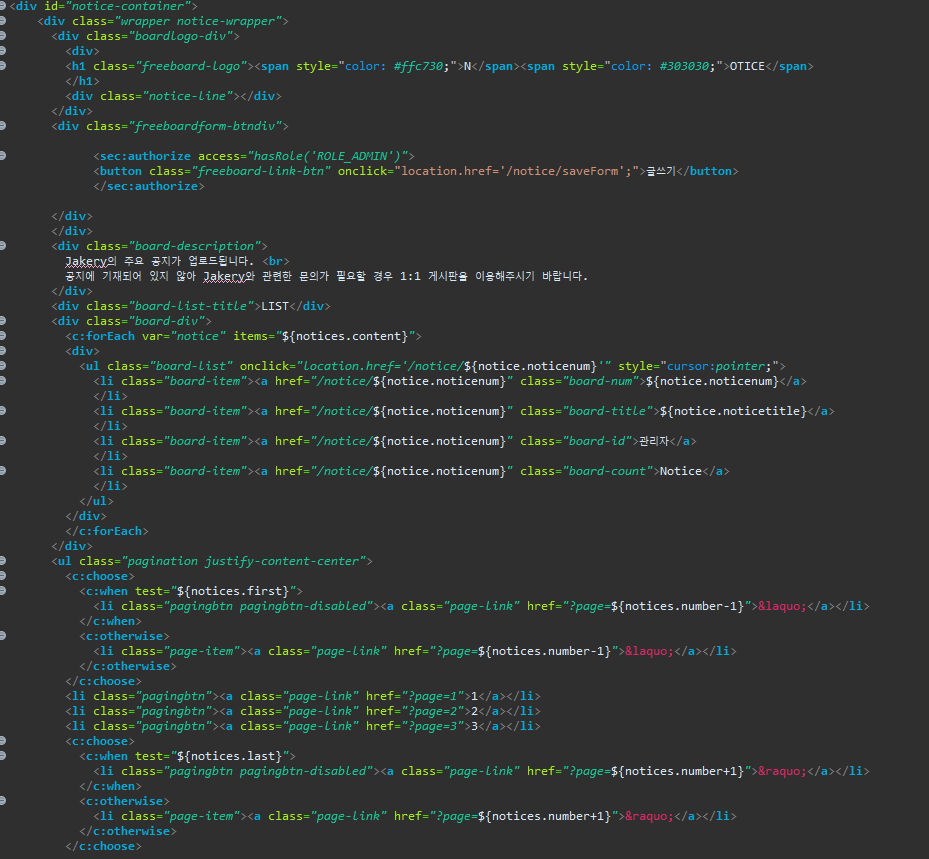 <div id="notice-container">
<div class="wrapper notice-wrapper">
<div class="boardlogo-div">
<div>
<h1 class="freeboard-logo"><span style="color: #ffc730;">N</span><span style="color: #303030;">OTICE</span>
</h1>
<div class="notice-line"></div>
</div>
<div class="freeboardform-btndiv">
<sec:authorize access="hasRole('ROLE_ADMIN')">
<button class="freeboard-link-btn" onclick="location.href='/notice/saveForm';">글쓰기</button>
</sec:authorize>
</div>
</div>
<div class="board-description">
Jakery의 주요 공지가 업로드됩니다. <br>
공지에 기재되어 있지 않아 Jakery와 관련한 문의가 필요할 경우 1:1 게시판을 이용해주시기 바랍니다.
</div>
<div class="board-list-title">LIST</div>
<div class="board-div">
<c:forEach var="notice" items="${notices.content}">
<div>
<ul class="board-list" onclick="location.href='/notice/${notice.noticenum}'" style="cursor:pointer;">
<li class="board-item"><a href="/notice/${notice.noticenum}" class="board-num">${notice.noticenum}</a>
</li>
<li class="board-item"><a href="/notice/${notice.noticenum}" class="board-title">${notice.noticetitle}</a>
</li>
<li class="board-item"><a href="/notice/${notice.noticenum}" class="board-id">관리자</a>
</li>
<li class="board-item"><a href="/notice/${notice.noticenum}" class="board-count">Notice</a>
</li>
</ul>
</div>
</c:forEach>
</div>
<ul class="pagination justify-content-center">
<c:choose>
<c:when test="${notices.first}">
<li class="pagingbtn pagingbtn-disabled"><a class="page-link" href="?page=${notices.number-1}">&laquo;</a></li>
</c:when>
<c:otherwise>
<li class="page-item"><a class="page-link" href="?page=${notices.number-1}">&laquo;</a></li>
</c:otherwise>
</c:choose>
<li class="pagingbtn"><a class="page-link" href="?page=1">1</a></li>
<li class="pagingbtn"><a class="page-link" href="?page=2">2</a></li>
<li class="pagingbtn"><a class="page-link" href="?page=3">3</a></li>
<c:choose>
<c:when test="${notices.last}">
<li class="pagingbtn pagingbtn-disabled"><a class="page-link" href="?page=${notices.number+1}">&raquo;</a></li>
</c:when>
<c:otherwise>
<li class="page-item"><a class="page-link" href="?page=${notices.number+1}">&raquo;</a></li>
</c:otherwise>
</c:choose>